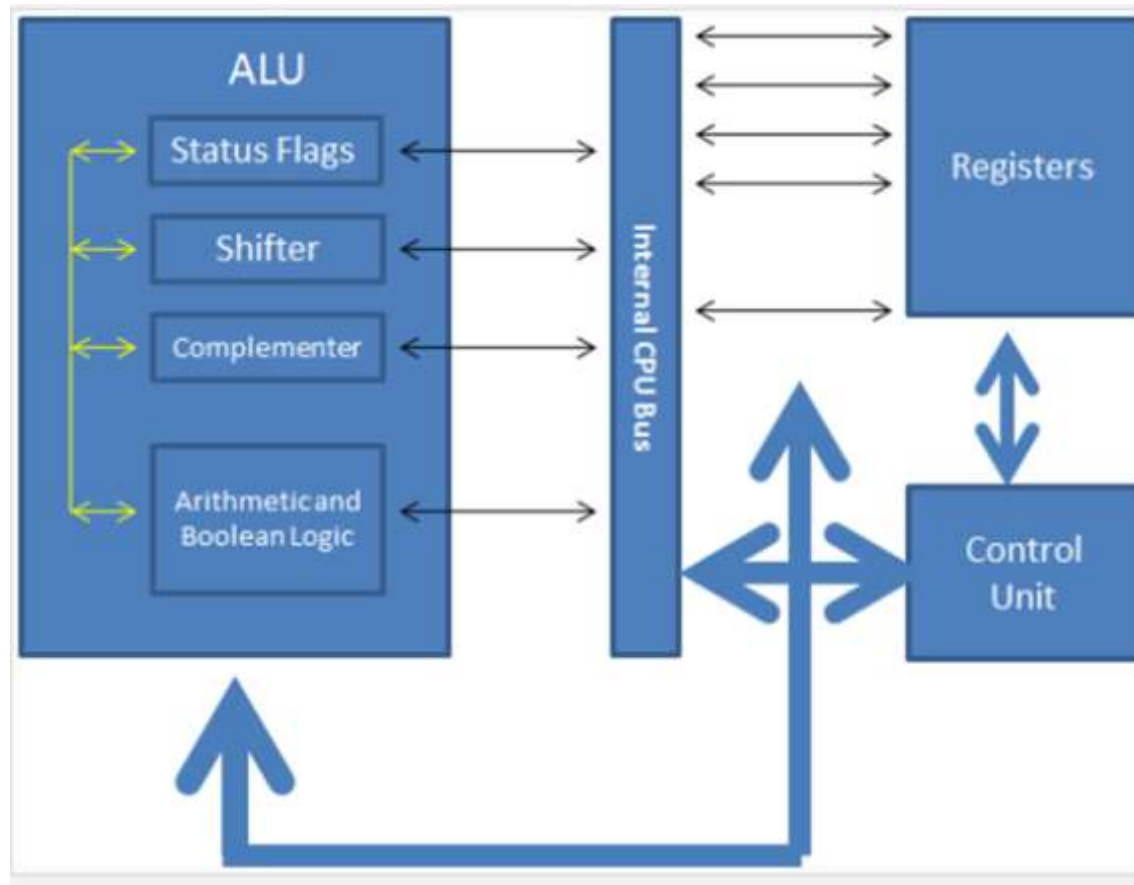 ALU
Status Flags
Shifter
Complementer
Arithmetic and
Boolean Logic
Internal CPU Bus
Registers
Control
Unit